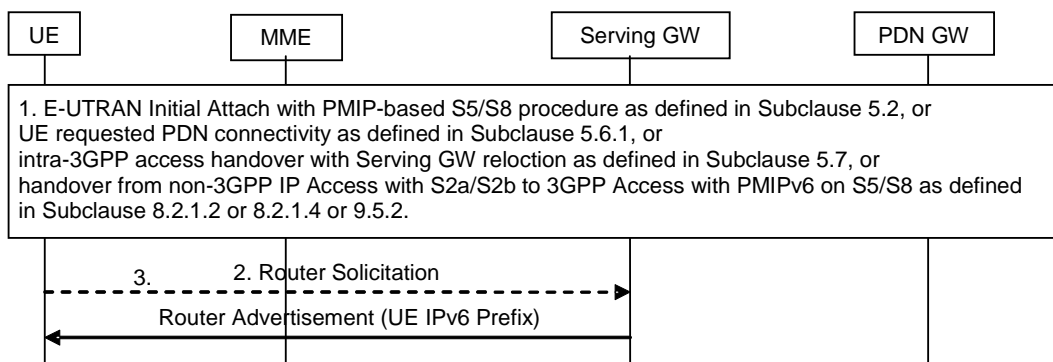 UE
MME
Serving GW
PDN GW
1. E-UTRAN Initial Attach with PMIP-based S5/S8 procedure as defined in Subclause 5.2, or
UE requested PDN connectivity as defined in Subclause 5.6.1, or
intra-3GPP access handover with Serving GW reloction as defined in Subclause 5.7, or
handover from non-3GPP IP Access with S2a/S2b to 3GPP Access with PMIPv6 on S5/S8 as defined
in Subclause 8.2.1.2 or 8.2.1.4 or 9.5.2.
3.
2. Router Solicitation
Router Advertisement (UE IPv6 Prefix)